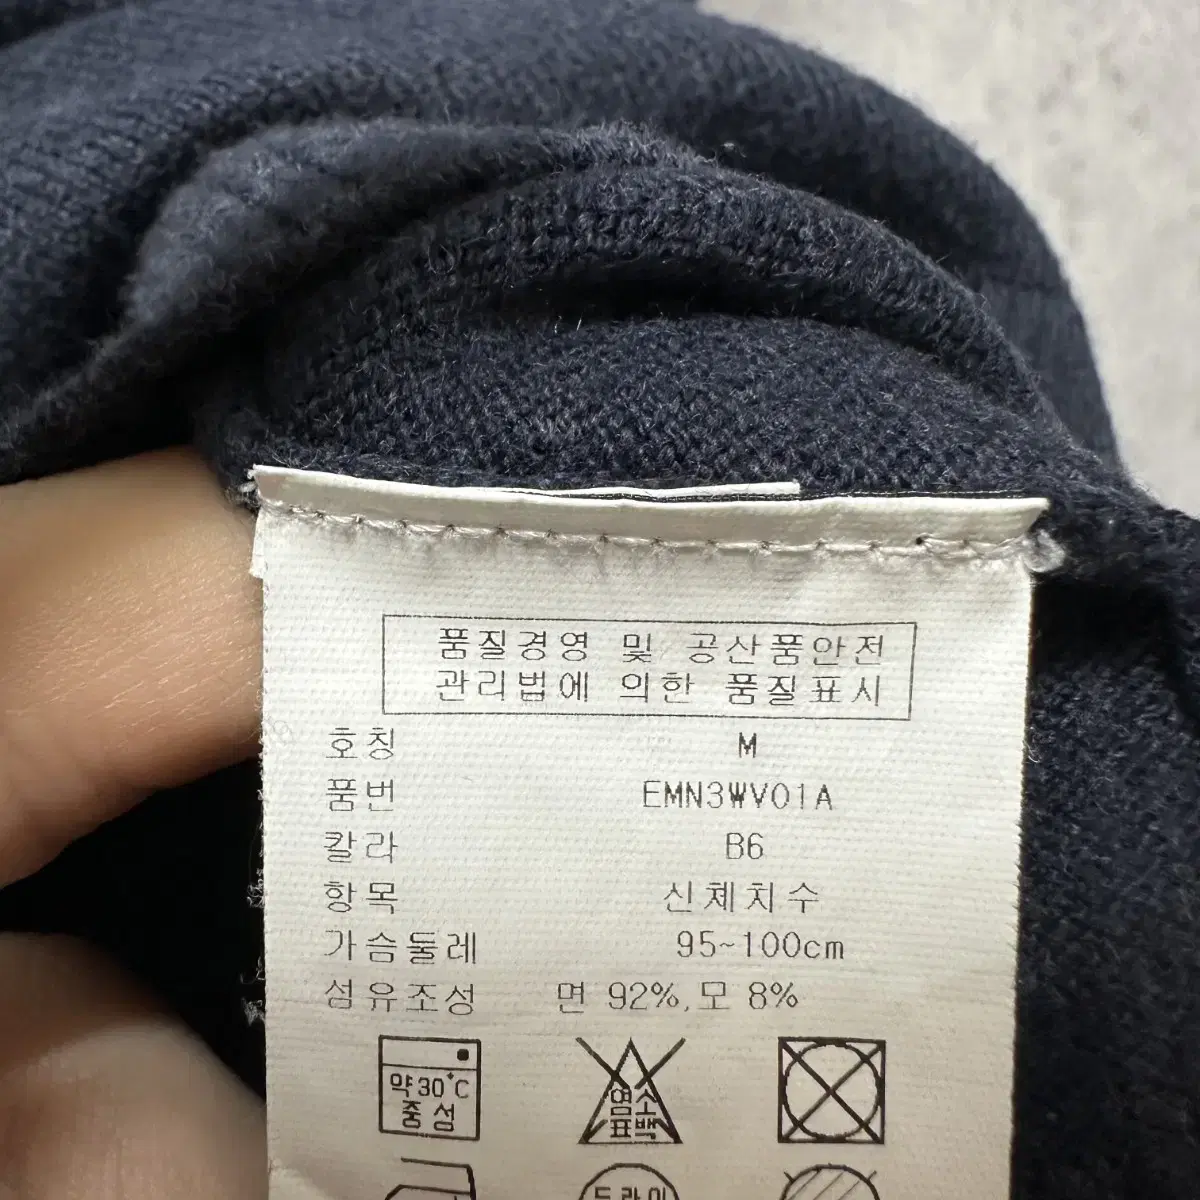 품질경영 및 공산품안전
관리법에 의한 품질표시
호칭 M
품번 EMN3WV01A
칼라 B6
항목 신체치수
가슴둘레 95~100cm
섬유조성 면 92%,모 8%
약30℃
중성
염소
표백
드라이